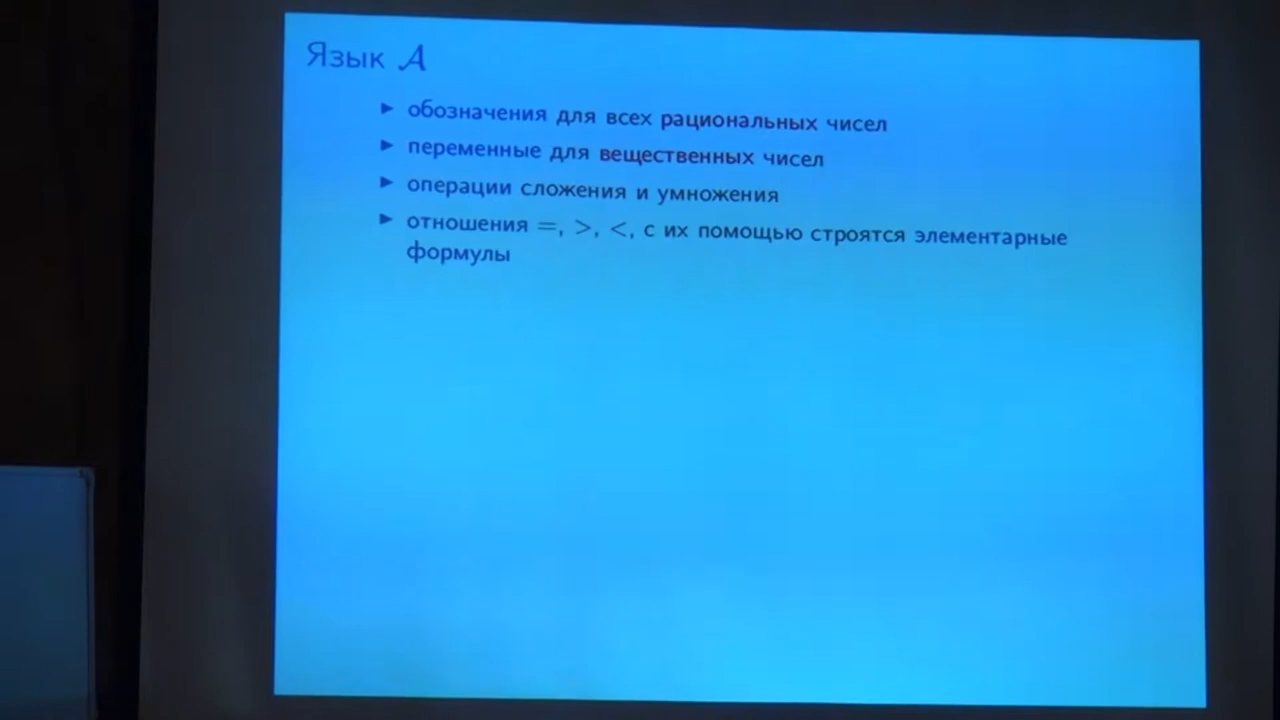 Язык 𝒜
▶ обозначения для всех рациональных чисел
▶ переменные для вещественных чисел
▶ операции сложения и умножения
▶ отношения =, >, <, с их помощью строятся элементарные
формулы